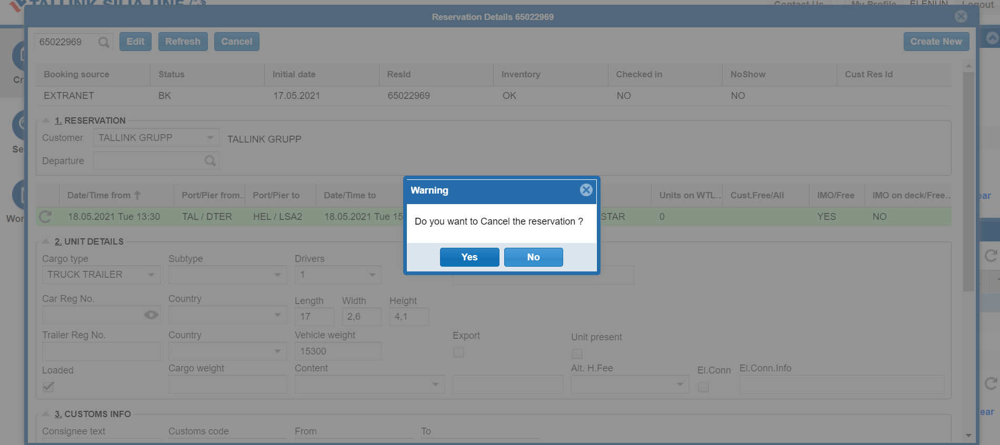 TALLINK SILJA LINE
Contact Us
My Profile
ELENUN
Logout
Reservation Details 65022969
65022969
Edit
Refresh
Cancel
Create New
Booking source
Status
Initial date
ResId
Inventory
Checked in
NoShow
Cust Res Id
EXTRANET
BK
17.05.2021
65022969
OK
NO
NO
1. RESERVATION
Customer
TALLINK GRUPP
TALLINK GRUPP
Departure
Date/Time from
Port/Pier from..
Port/Pier to
Date/Time to
Units on WTL..
Cust.Free/All
IMO/Free
IMO on deck/Free..
18.05.2021 Tue 13:30
TAL / DTER
HEL / LSA2
18.05.2021 Tue 15
STAR
0
YES
NO
Warning
Do you want to Cancel the reservation ?
Yes
No
2. UNIT DETAILS
Cargo type
Subtype
Drivers
TRUCK TRAILER
1
Car Reg No.
Country
Length
Width
Height
17
2,6
4,1
Trailer Reg No.
Country
Vehicle weight
Export
Unit present
15300
Loaded
Cargo weight
Content
Alt. H.Fee
El.Conn
El.Conn.Info
3. CUSTOMS INFO
Consignee text
Customs code
From
To
Cr
Se
Wor
ear
ear